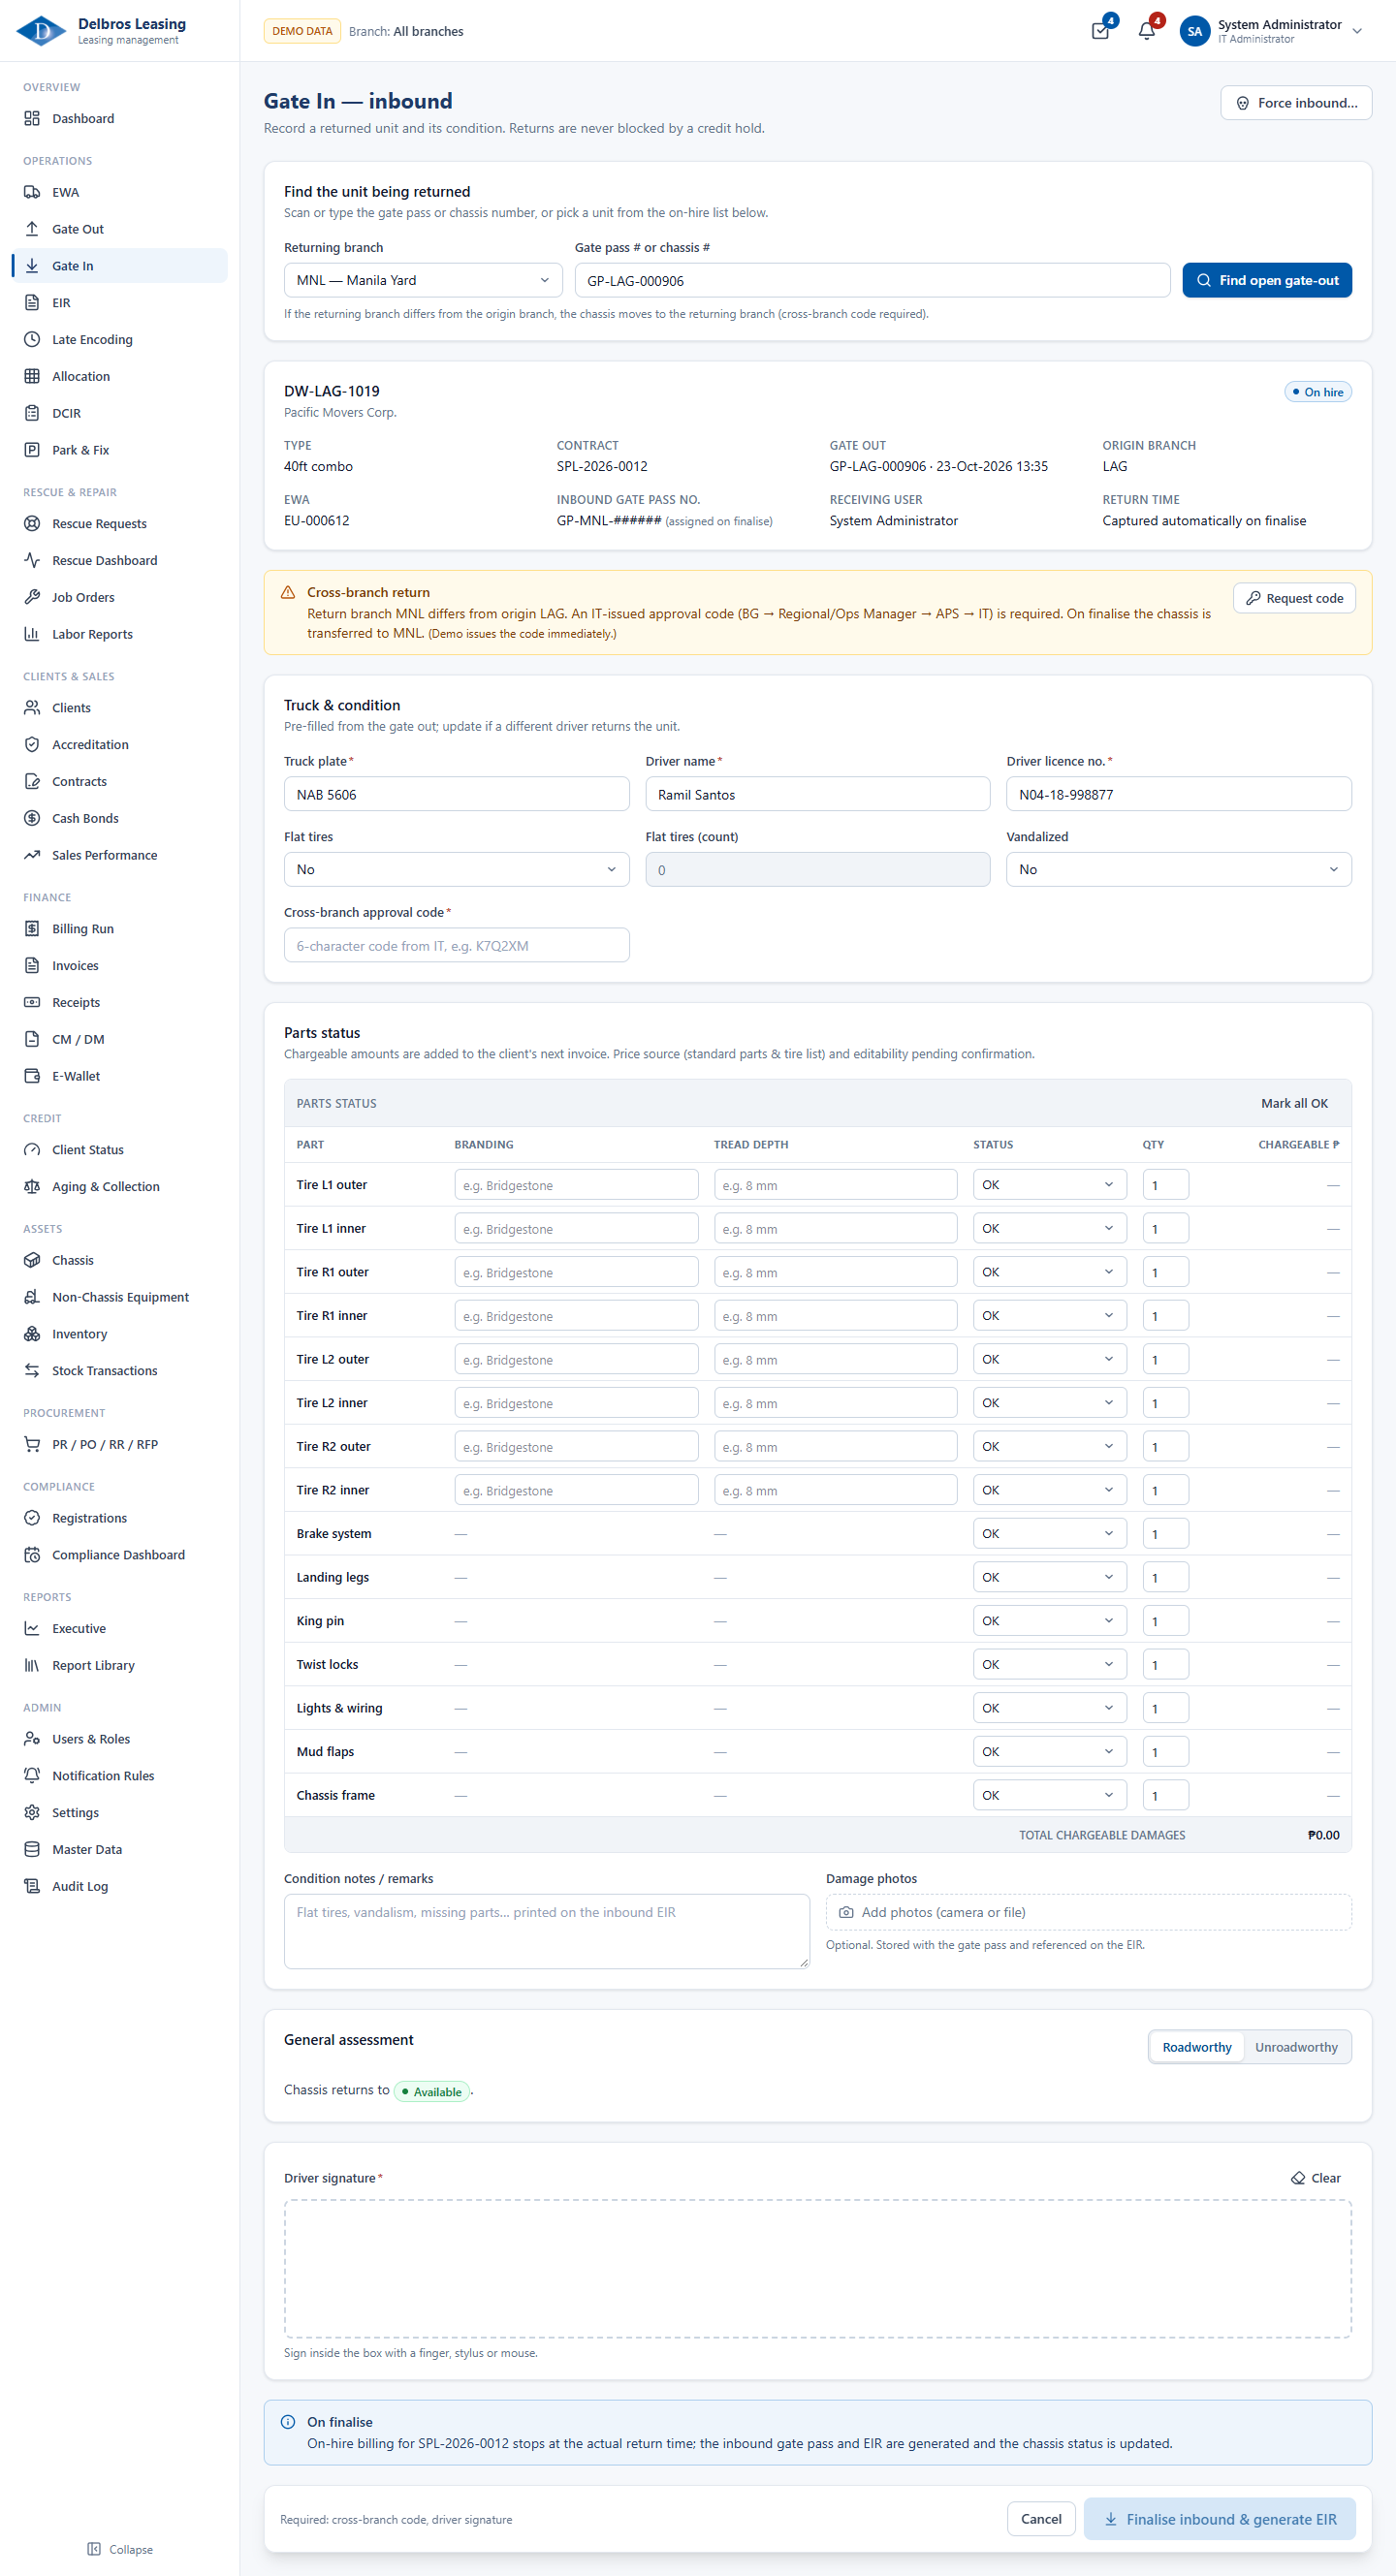 Delbros Leasing
Leasing management
DEMO DATA Branch: All branches
4 4 SA System Administrator
IT Administrator
OVERVIEW
Dashboard
OPERATIONS
EWA
Gate Out
Gate In
EIR
Late Encoding
Allocation
DCIR
Park & Fix
RESCUE & REPAIR
Rescue Requests
Rescue Dashboard
Job Orders
Labor Reports
CLIENTS & SALES
Clients
Accreditation
Contracts
Cash Bonds
Sales Performance
FINANCE
Billing Run
Invoices
Receipts
CM / DM
E-Wallet
CREDIT
Client Status
Aging & Collection
ASSETS
Chassis
Non-Chassis Equipment
Inventory
Stock Transactions
PROCUREMENT
PR / PO / RR / RFP
COMPLIANCE
Registrations
Compliance Dashboard
REPORTS
Executive
Report Library
ADMIN
Users & Roles
Notification Rules
Settings
Master Data
Audit Log
Collapse
Gate In — inbound
Force inbound...
Record a returned unit and its condition. Returns are never blocked by a credit hold.
Find the unit being returned
Scan or type the gate pass or chassis number, or pick a unit from the on-hire list below.
Returning branch Gate pass # or chassis #
MNL — Manila Yard GP-LAG-000906 Find open gate-out
If the returning branch differs from the origin branch, the chassis moves to the returning branch (cross-branch code required).
DW-LAG-1019 On hire
Pacific Movers Corp.
TYPE CONTRACT GATE OUT ORIGIN BRANCH
40ft combo SPL-2026-0012 GP-LAG-000906 · 23-Oct-2026 13:35 LAG
EWA INBOUND GATE PASS NO. RECEIVING USER RETURN TIME
EU-000612 GP-MNL-###### (assigned on finalise) System Administrator Captured automatically on finalise
Cross-branch return
Return branch MNL differs from origin LAG. An IT-issued approval code (BG → Regional/Ops Manager → APS → IT) is required. On finalise the chassis is
transferred to MNL. (Demo issues the code immediately.)
Request code
Truck & condition
Pre-filled from the gate out; update if a different driver returns the unit.
Truck plate* Driver name* Driver licence no.*
NAB 5606 Ramil Santos N04-18-998877
Flat tires Flat tires (count) Vandalized
No 0 No
Cross-branch approval code*
6-character code from IT, e.g. K7Q2XM
Parts status
Chargeable amounts are added to the client's next invoice. Price source (standard parts & tire list) and editability pending confirmation.
PARTS STATUS Mark all OK
PART BRANDING TREAD DEPTH STATUS QTY CHARGEABLE ₱
Tire L1 outer e.g. Bridgestone e.g. 8 mm OK 1 —
Tire L1 inner e.g. Bridgestone e.g. 8 mm OK 1 —
Tire R1 outer e.g. Bridgestone e.g. 8 mm OK 1 —
Tire R1 inner e.g. Bridgestone e.g. 8 mm OK 1 —
Tire L2 outer e.g. Bridgestone e.g. 8 mm OK 1 —
Tire L2 inner e.g. Bridgestone e.g. 8 mm OK 1 —
Tire R2 outer e.g. Bridgestone e.g. 8 mm OK 1 —
Tire R2 inner e.g. Bridgestone e.g. 8 mm OK 1 —
Brake system — — OK 1 —
Landing legs — — OK 1 —
King pin — — OK 1 —
Twist locks — — OK 1 —
Lights & wiring — — OK 1 —
Mud flaps — — OK 1 —
Chassis frame — — OK 1 —
TOTAL CHARGEABLE DAMAGES ₱0.00
Condition notes / remarks Damage photos
Flat tires, vandalism, missing parts... printed on the inbound EIR
Add photos (camera or file)
Optional. Stored with the gate pass and referenced on the EIR.
General assessment Roadworthy Unroadworthy
Chassis returns to Available.
Driver signature* Clear
Sign inside the box with a finger, stylus or mouse.
On finalise
On-hire billing for SPL-2026-0012 stops at the actual return time; the inbound gate pass and EIR are generated and the chassis status is updated.
Required: cross-branch code, driver signature Cancel Finalise inbound & generate EIR